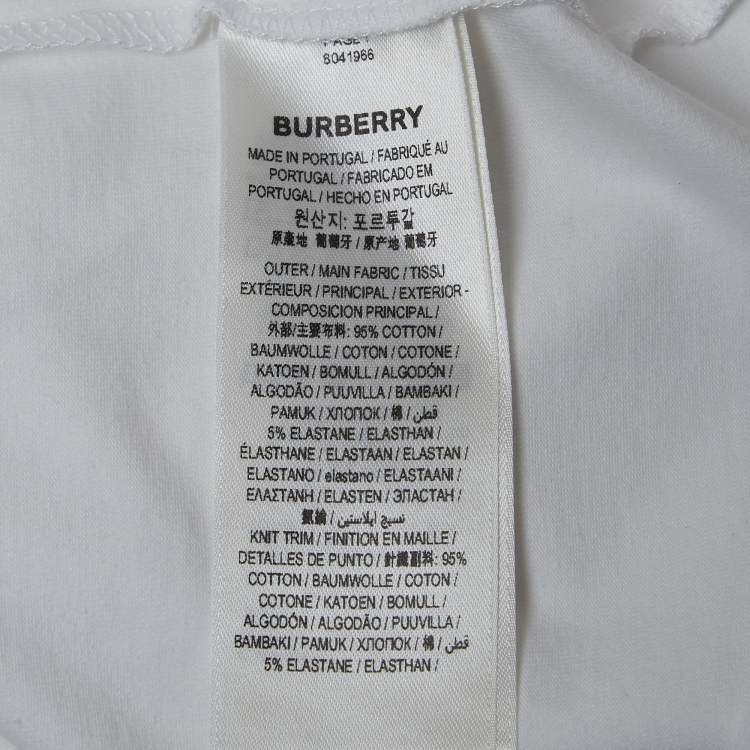 PAGE 1
8041966
BURBERRY
MADE IN PORTUGAL / FABRIQUÉ AU
PORTUGAL / FABRICADO EM
PORTUGAL / HECHO EN PORTUGAL
원산지: 포르투갈
原產地 葡萄牙 / 原产地 葡萄牙
OUTER / MAIN FABRIC / TISSU
EXTÉRIEUR / PRINCIPAL / EXTERIOR -
COMPOSICION PRINCIPAL /
外部/主要布料: 95% COTTON /
BAUMWOLLE / COTON / COTONE /
KATOEN / BOMULL / ALGODÓN /
ALGODÃO / PUUVILLA / BAMBAKI /
PAMUK / ХЛОПОК / 棉 / قطن /
5% ELASTANE / ELASTHAN /
ÉLASTHANE / ELASTAAN / ELASTAN /
ELASTANO / elastano / ELASTAANI /
ΕΛΑΣΤΑΝΗ / ELASTEN / ЭЛАСТАН /
氨綸 / نسيج ايلاستين /
KNIT TRIM / FINITION EN MAILLE /
DETALLES DE PUNTO / 針織副料: 95%
COTTON / BAUMWOLLE / COTON /
COTONE / KATOEN / BOMULL /
ALGODÓN / ALGODÃO / PUUVILLA /
BAMBAKI / PAMUK / ХЛОПОК / 棉 / قطن /
5% ELASTANE / ELASTHAN /